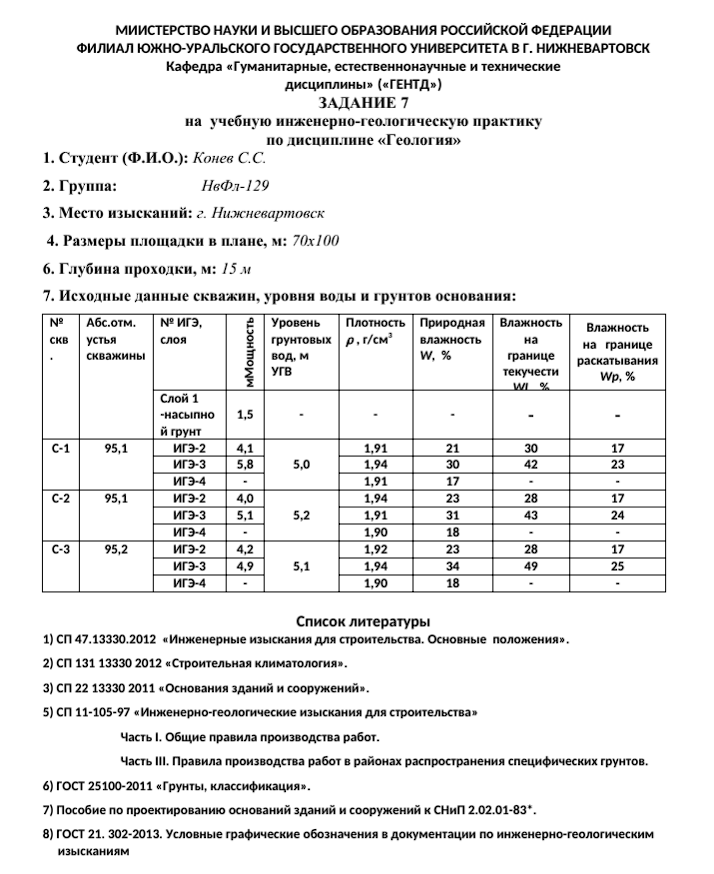 МИИСТЕРСТВО НАУКИ И ВЫСШЕГО ОБРАЗОВАНИЯ РОССИЙСКОЙ ФЕДЕРАЦИИ
ФИЛИАЛ ЮЖНО-УРАЛЬСКОГО ГОСУДАРСТВЕННОГО УНИВЕРСИТЕТА В Г. НИЖНЕВАРТОВСК
Кафедра «Гуманитарные, естественнонаучные и технические
дисциплины» («ГЕНТД»)
ЗАДАНИЕ 7
на учебную инженерно-геологическую практику
по дисциплине «Геология»
1. Студент (Ф.И.О.): Конев С.С.
2. Группа: НвФл-129
3. Место изысканий: г. Нижневартовск
4. Размеры площадки в плане, м: 70х100
6. Глубина проходки, м: 15 м
7. Исходные данные скважин, уровня воды и грунтов основания:
№ скв . Абс.отм. устья скважины № ИГЭ, слоя мМощность Уровень грунтовых вод, м УГВ Плотность ρ , г/см³ Природная влажность W, % Влажность на границе текучести WL, % Влажность на границе раскатывания Wp, %
Слой 1 -насыпно й грунт 1,5 - - - - -
С-1 95,1 ИГЭ-2 4,1 5,0 1,91 21 30 17
ИГЭ-3 5,8 1,94 30 42 23
ИГЭ-4 - 1,91 17 - -
С-2 95,1 ИГЭ-2 4,0 5,2 1,94 23 28 17
ИГЭ-3 5,1 1,91 31 43 24
ИГЭ-4 - 1,90 18 - -
С-3 95,2 ИГЭ-2 4,2 5,1 1,92 23 28 17
ИГЭ-3 4,9 1,94 34 49 25
ИГЭ-4 - 1,90 18 - -
Список литературы
1) СП 47.13330.2012 «Инженерные изыскания для строительства. Основные положения».
2) СП 131 13330 2012 «Строительная климатология».
3) СП 22 13330 2011 «Основания зданий и сооружений».
5) СП 11-105-97 «Инженерно-геологические изыскания для строительства»
Часть I. Общие правила производства работ.
Часть III. Правила производства работ в районах распространения специфических грунтов.
6) ГОСТ 25100-2011 «Грунты, классификация».
7) Пособие по проектированию оснований зданий и сооружений к СНиП 2.02.01-83*.
8) ГОСТ 21. 302-2013. Условные графические обозначения в документации по инженерно-геологическим
изысканиям